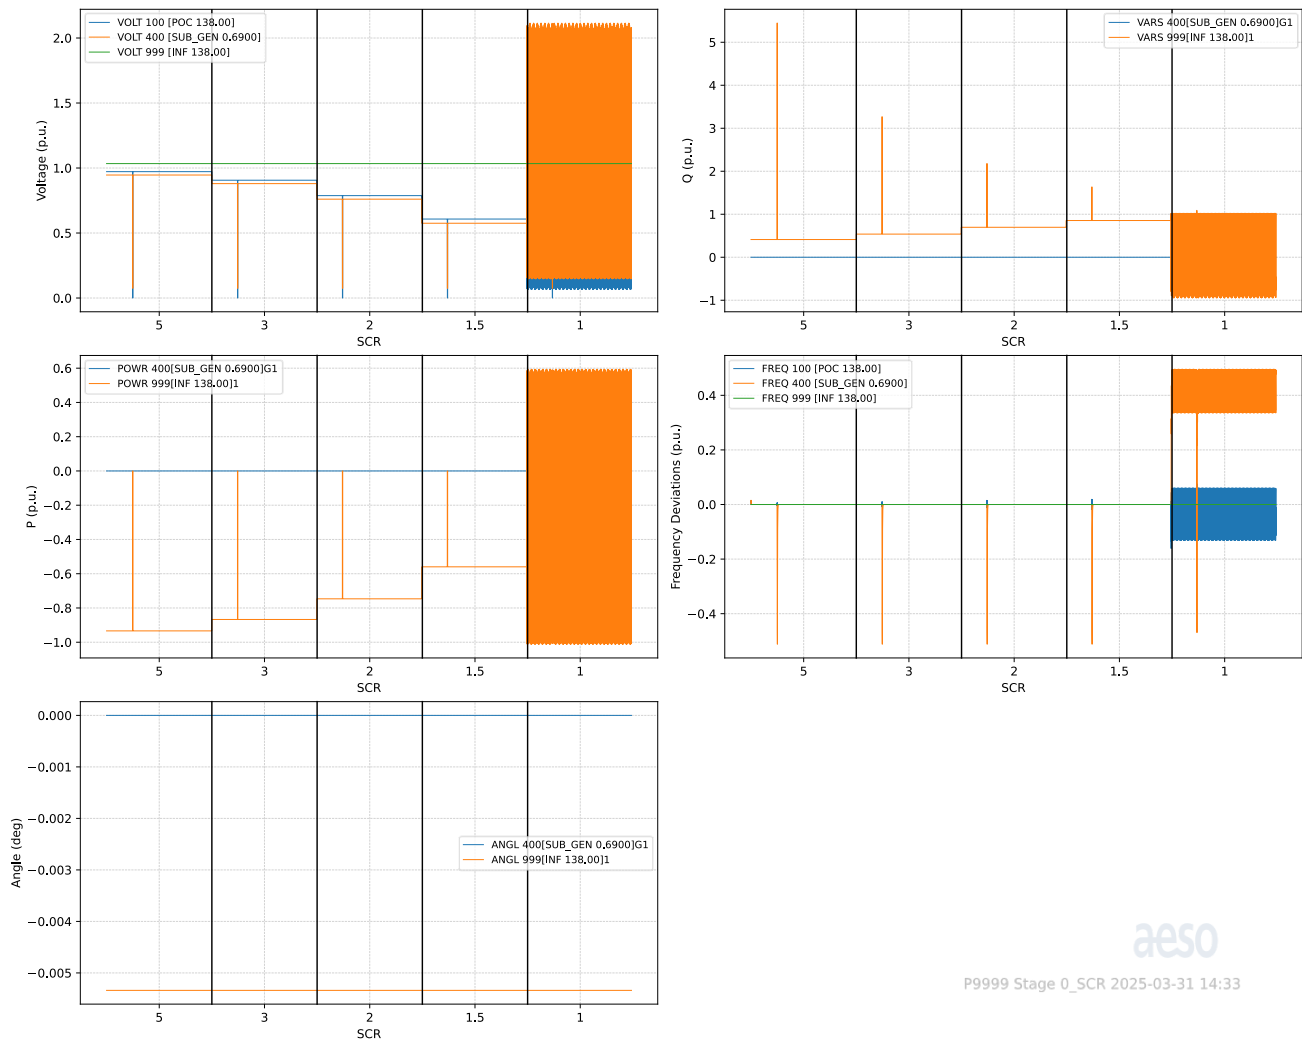 VOLT 100 [POC 138.00]
VOLT 400 [SUB_GEN 0.6900]
VOLT 999 [INF 138.00]
Voltage (p.u.)
2.0
1.5
1.0
0.5
0.0
5 3 2 1.5 1
SCR
VARS 400[SUB_GEN 0.6900]G1
VARS 999[INF 138.00]1
Q (p.u.)
5
4
3
2
1
0
−1
5 3 2 1.5 1
SCR
POWR 400[SUB_GEN 0.6900]G1
POWR 999[INF 138.00]1
P (p.u.)
0.6
0.4
0.2
0.0
−0.2
−0.4
−0.6
−0.8
−1.0
5 3 2 1.5 1
SCR
FREQ 100 [POC 138.00]
FREQ 400 [SUB_GEN 0.6900]
FREQ 999 [INF 138.00]
Frequency Deviations (p.u.)
0.4
0.2
0.0
−0.2
−0.4
5 3 2 1.5 1
SCR
ANGL 400[SUB_GEN 0.6900]G1
ANGL 999[INF 138.00]1
Angle (deg)
0.000
−0.001
−0.002
−0.003
−0.004
−0.005
5 3 2 1.5 1
SCR
aeso
P9999 Stage 0_SCR 2025-03-31 14:33